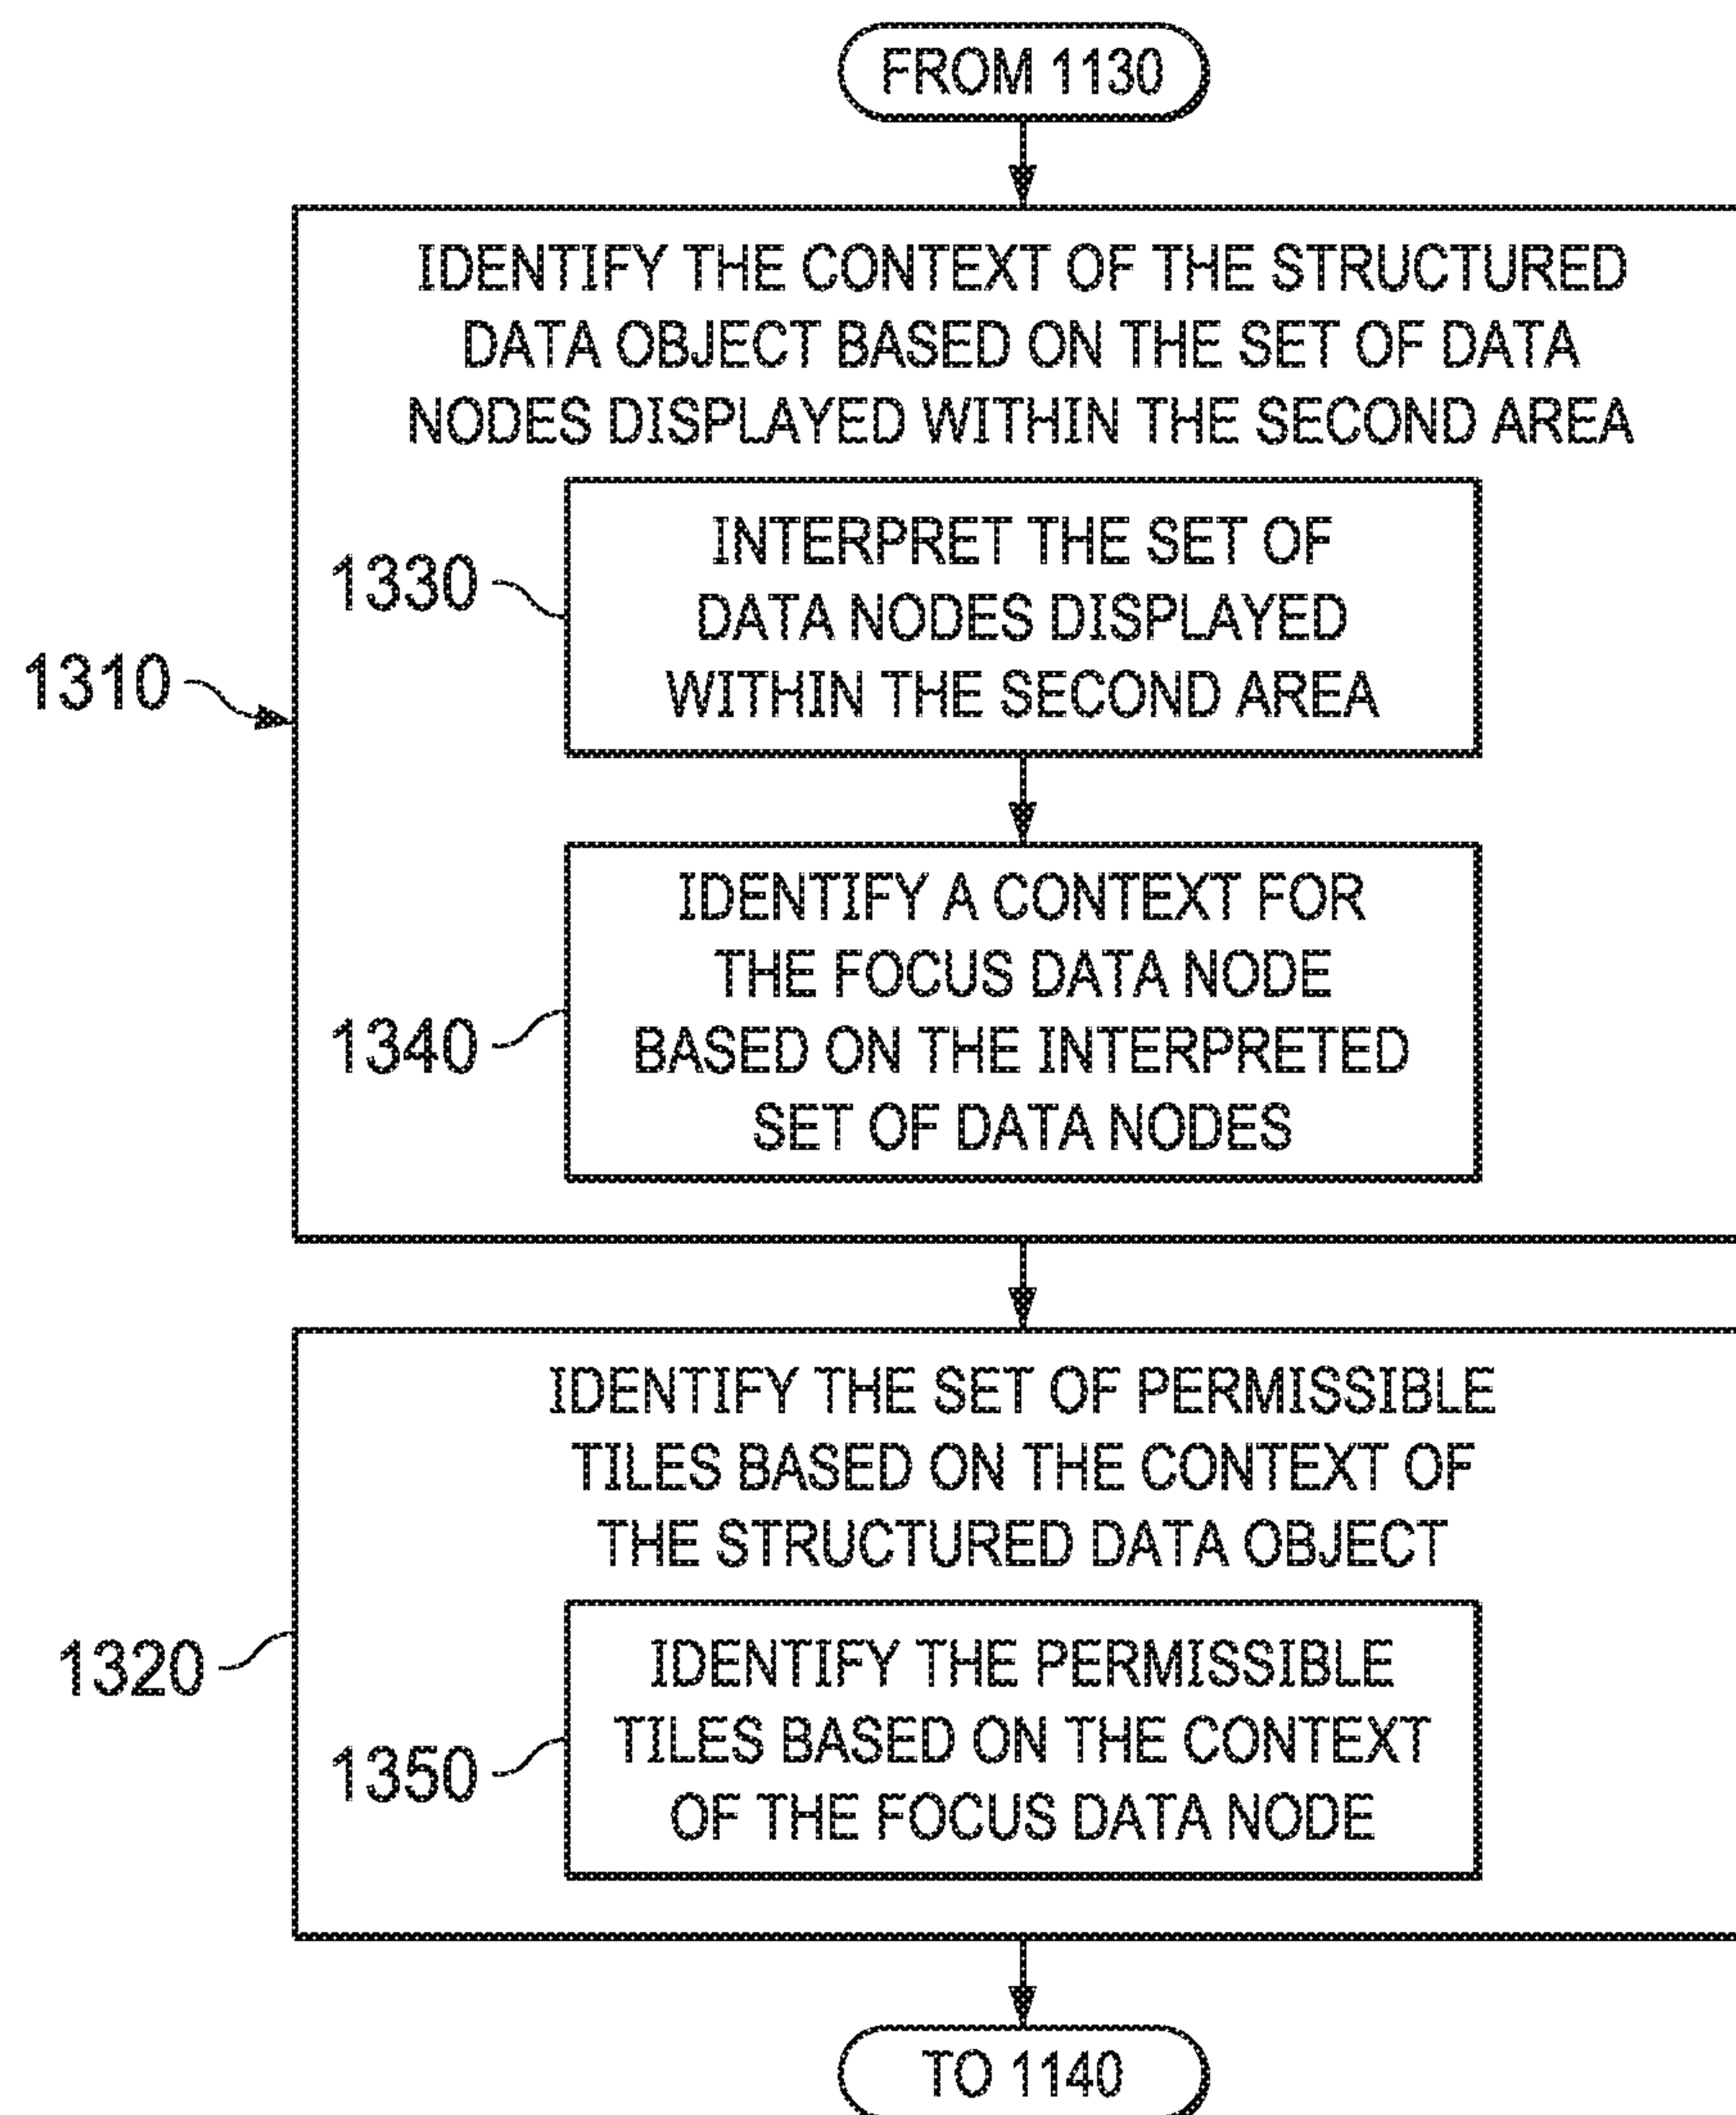 FROM 1130
IDENTIFY THE CONTEXT OF THE STRUCTURED
DATA OBJECT BASED ON THE SET OF DATA
NODES DISPLAYED WITHIN THE SECOND AREA
1330
INTERPRET THE SET OF
DATA NODES DISPLAYED
WITHIN THE SECOND AREA
1310
1340
IDENTIFY A CONTEXT FOR
THE FOCUS DATA NODE
BASED ON THE INTERPRETED
SET OF DATA NODES
IDENTIFY THE SET OF PERMISSIBLE
TILES BASED ON THE CONTEXT OF
THE STRUCTURED DATA OBJECT
1320
1350
IDENTIFY THE PERMISSIBLE
TILES BASED ON THE CONTEXT
OF THE FOCUS DATA NODE
TO 1140